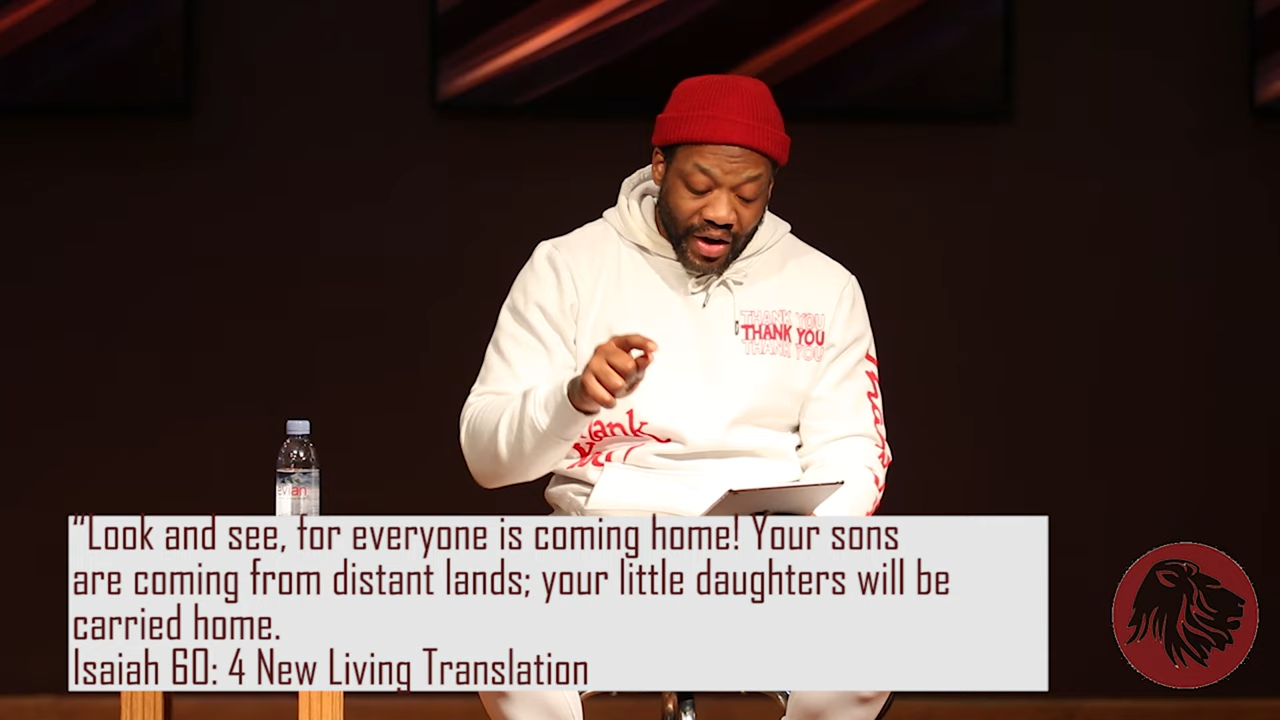 THANK YOU
THANK YOU
THANK YOU
evian
“Look and see, for everyone is coming home! Your sons
are coming from distant lands; your little daughters will be
carried home.
Isaiah 60: 4 New Living Translation